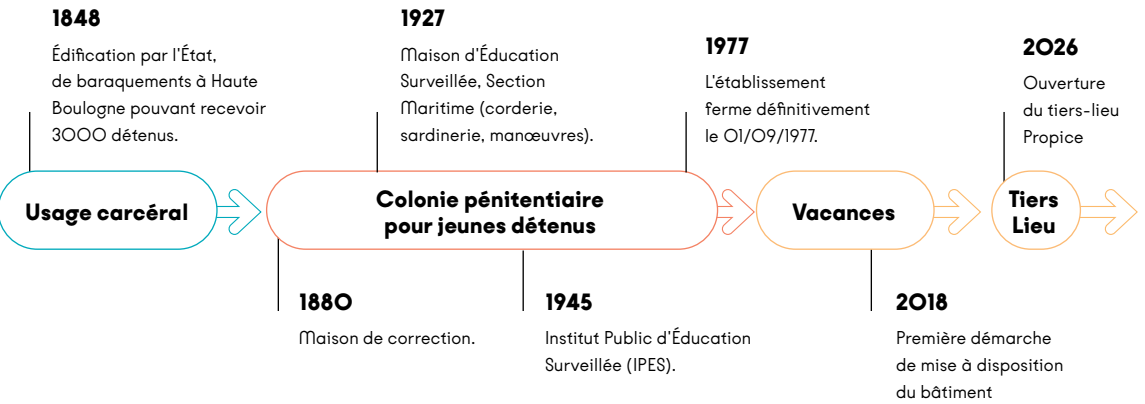 1848
Édification par l'État,
de baraquements à Haute
Boulogne pouvant recevoir
3000 détenus.
1927
Maison d'Éducation
Surveillée, Section
Maritime (corderie,
sardinerie, manœuvres).
1977
L'établissement
ferme définitivement
le 01/09/1977.
2026
Ouverture
du tiers-lieu
Propice
Usage carcéral
Colonie pénitentiaire
pour jeunes détenus
Vacances
Tiers
Lieu
1880
Maison de correction.
1945
Institut Public d'Éducation
Surveillée (IPES).
2018
Première démarche
de mise à disposition
du bâtiment